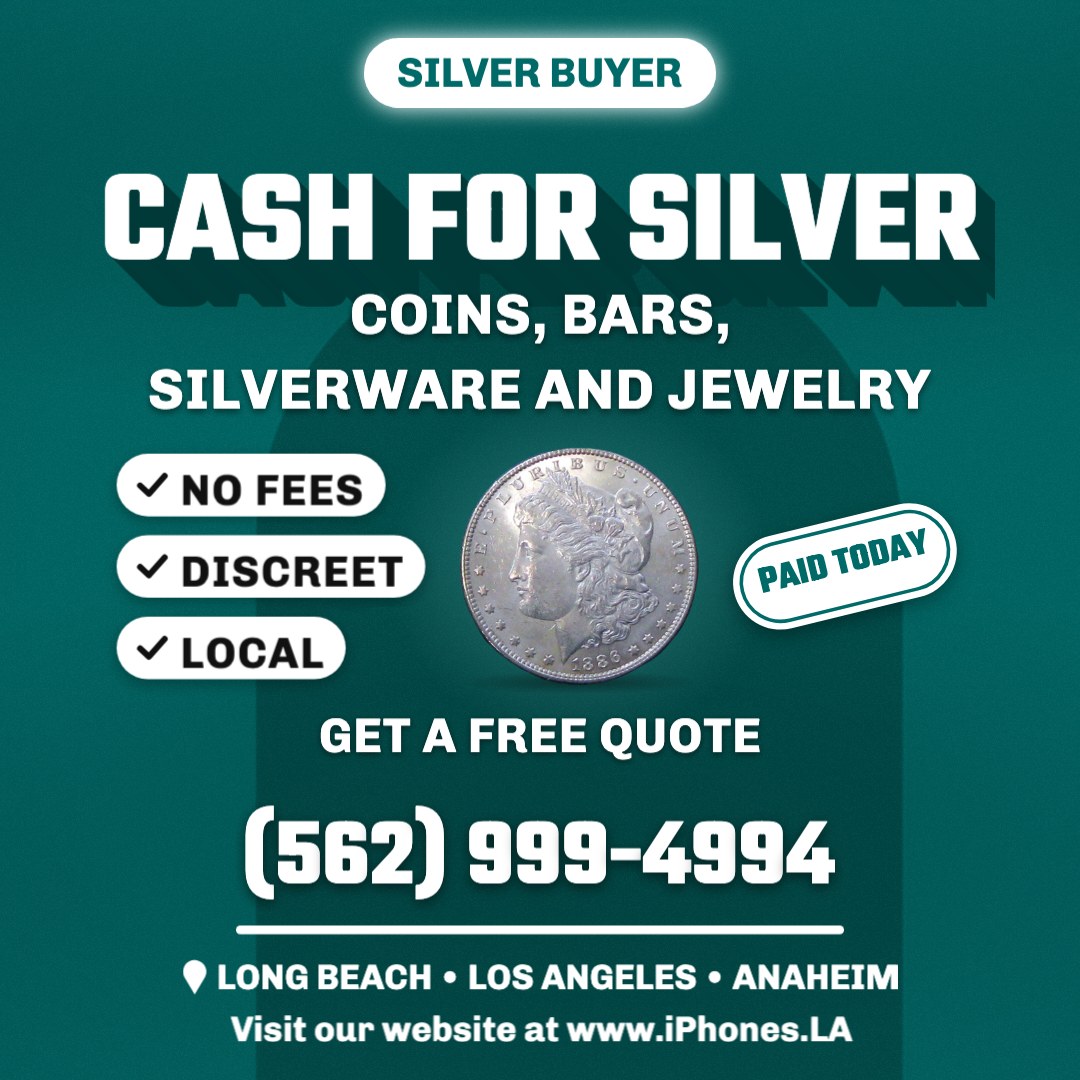 SILVER BUYER
CASH FOR SILVER
COINS, BARS,
SILVERWARE AND JEWELRY
✓ NO FEES
✓ DISCREET
✓ LOCAL
E·PLURIBUS·UNUM
1886
PAID TODAY
GET A FREE QUOTE
(562) 999-4994
LONG BEACH • LOS ANGELES • ANAHEIM
Visit our website at www.iPhones.LA